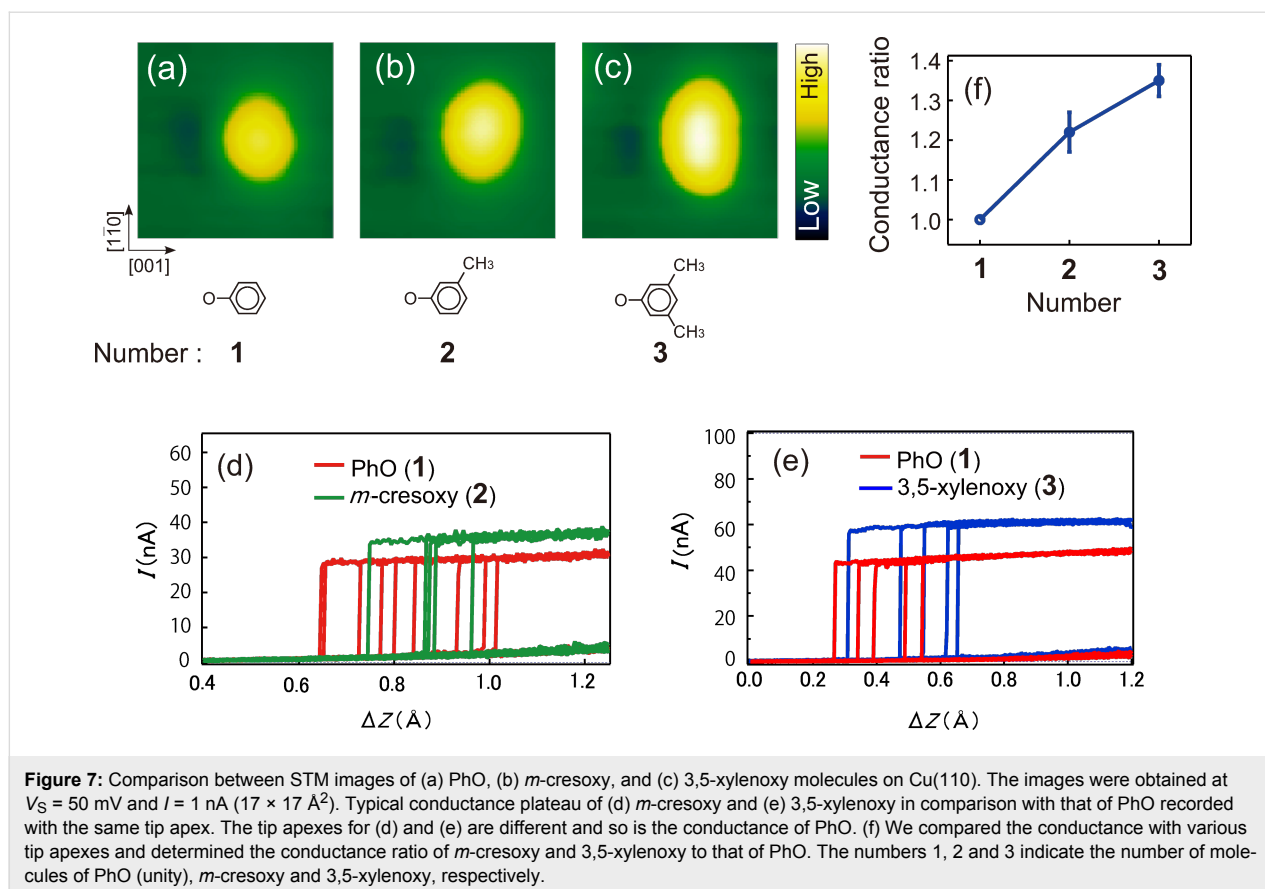 (a) (b) (c)
High
Low
[1̄10]
[001]
O
CH3
O
CH3
O
CH3
Number : 1 2 3
(f)
Conductance ratio
1.4
1.3
1.2
1.1
1.0
1 2 3
Number
(d)
PhO (1)
m-cresoxy (2)
I(nA)
60
50
40
30
20
10
0
0.4 0.6 0.8 1.0 1.2
ΔZ(Å)
(e)
PhO (1)
3,5-xylenoxy (3)
I(nA)
100
80
60
40
20
0
0.0 0.2 0.4 0.6 0.8 1.0 1.2
ΔZ(Å)
Figure 7: Comparison between STM images of (a) PhO, (b) m-cresoxy, and (c) 3,5-xylenoxy molecules on Cu(110). The images were obtained at
VS = 50 mV and I = 1 nA (17 × 17 Å2). Typical conductance plateau of (d) m-cresoxy and (e) 3,5-xylenoxy in comparison with that of PhO recorded
with the same tip apex. The tip apexes for (d) and (e) are different and so is the conductance of PhO. (f) We compared the conductance with various
tip apexes and determined the conductance ratio of m-cresoxy and 3,5-xylenoxy to that of PhO. The numbers 1, 2 and 3 indicate the number of mole-
cules of PhO (unity), m-cresoxy and 3,5-xylenoxy, respectively.